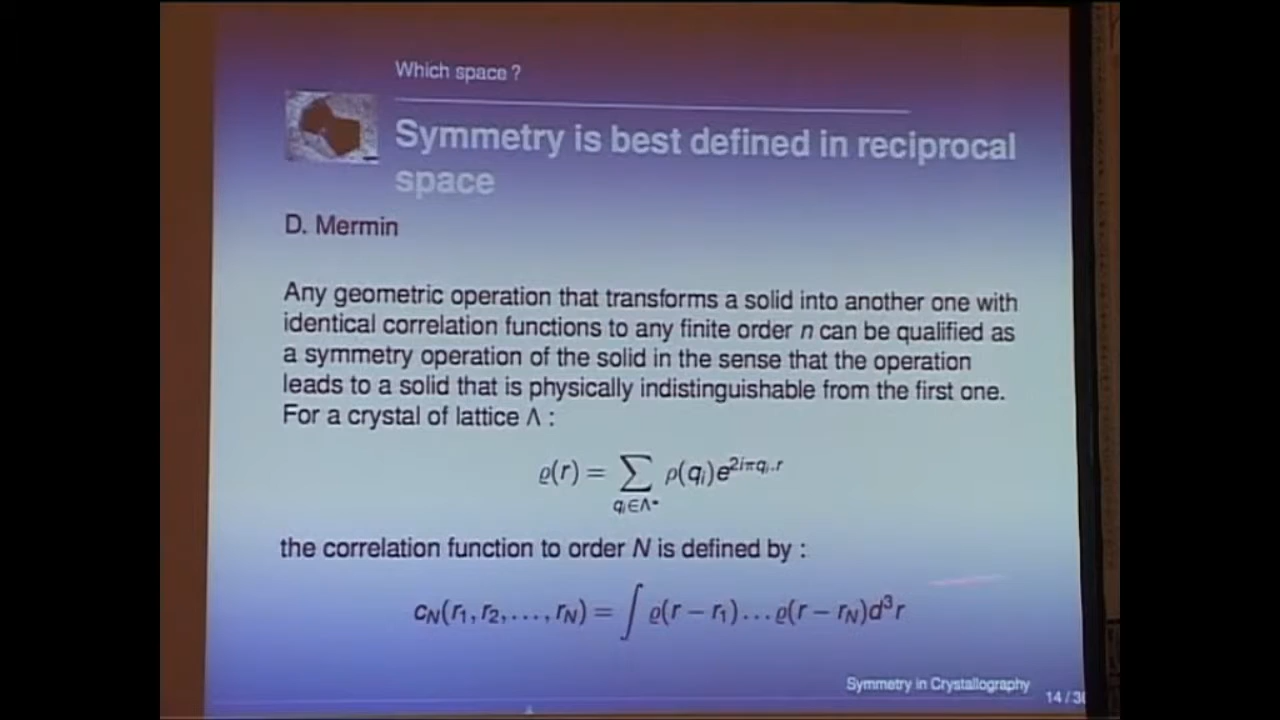 Which space ?
Symmetry is best defined in reciprocal
space
D. Mermin
Any geometric operation that transforms a solid into another one with
identical correlation functions to any finite order n can be qualified as
a symmetry operation of the solid in the sense that the operation
leads to a solid that is physically indistinguishable from the first one.
For a crystal of lattice Λ :
ϱ(r) = ∑ ρ(qᵢ)e^{2iπqᵢ.r}
qᵢ∈Λ*
the correlation function to order N is defined by :
c_N(r₁, r₂, . . . , r_N) = ∫ ϱ(r − r₁) . . . ϱ(r − r_N)d³r
Symmetry in Crystallography
14 / 30